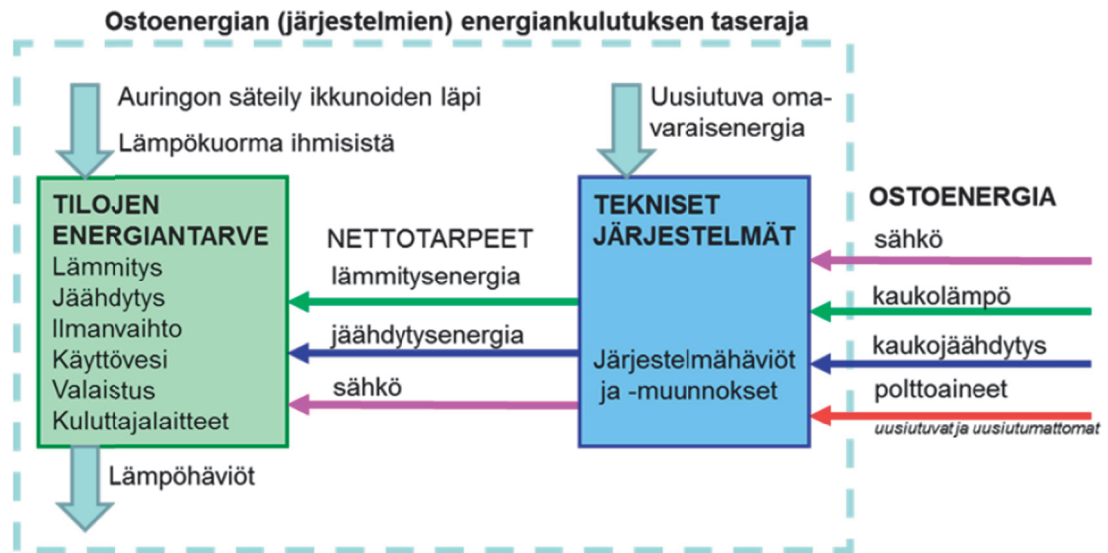 Ostoenergian (järjestelmien) energiankulutuksen taseraja
Auringon säteily ikkunoiden läpi
Lämpökuorma ihmisistä
Uusiutuva oma-
varaisenergia
TILOJEN
ENERGIANTARVE
Lämmitys
Jäähdytys
Ilmanvaihto
Käyttövesi
Valaistus
Kuluttajalaitteet
NETTOTARPEET
lämmitysenergia
jäähdytysenergia
sähkö
TEKNISET
JÄRJESTELMÄT
Järjestelmähäviöt
ja -muunnokset
OSTOENERGIA
sähkö
kaukolämpö
kaukojäähdytys
polttoaineet
uusiutuvat ja uusiutumattomat
Lämpöhäviöt